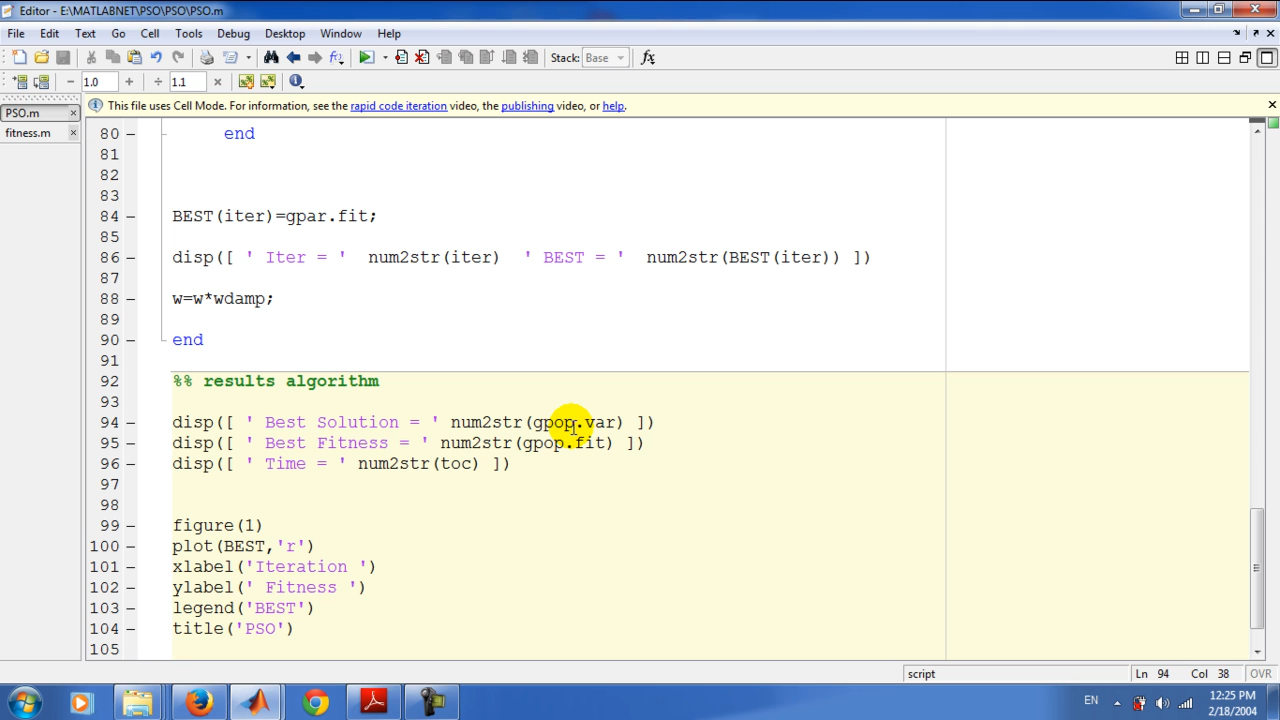 Editor - E:\MATLABNET\PSO\PSO\PSO.m
File Edit Text Go Cell Tools Debug Desktop Window Help
Stack: Base fx
1.0 1.1
PSO.m
fitness.m
This file uses Cell Mode. For information, see the rapid code iteration video, the publishing video, or help.
80 end
81
82
83
84 BEST(iter)=gpar.fit;
85
86 disp([ ' Iter = ' num2str(iter) ' BEST = ' num2str(BEST(iter)) ])
87
88 w=w*wdamp;
89
90 end
91
92 %% results algorithm
93
94 disp([ ' Best Solution = ' num2str(gpop.var) ])
95 disp([ ' Best Fitness = ' num2str(gpop.fit) ])
96 disp([ ' Time = ' num2str(toc) ])
97
98
99 figure(1)
100 plot(BEST,'r')
101 xlabel('Iteration ')
102 ylabel(' Fitness ')
103 legend('BEST')
104 title('PSO')
105
script Ln 94 Col 38 OVR
EN 12:25 PM
2/18/2004